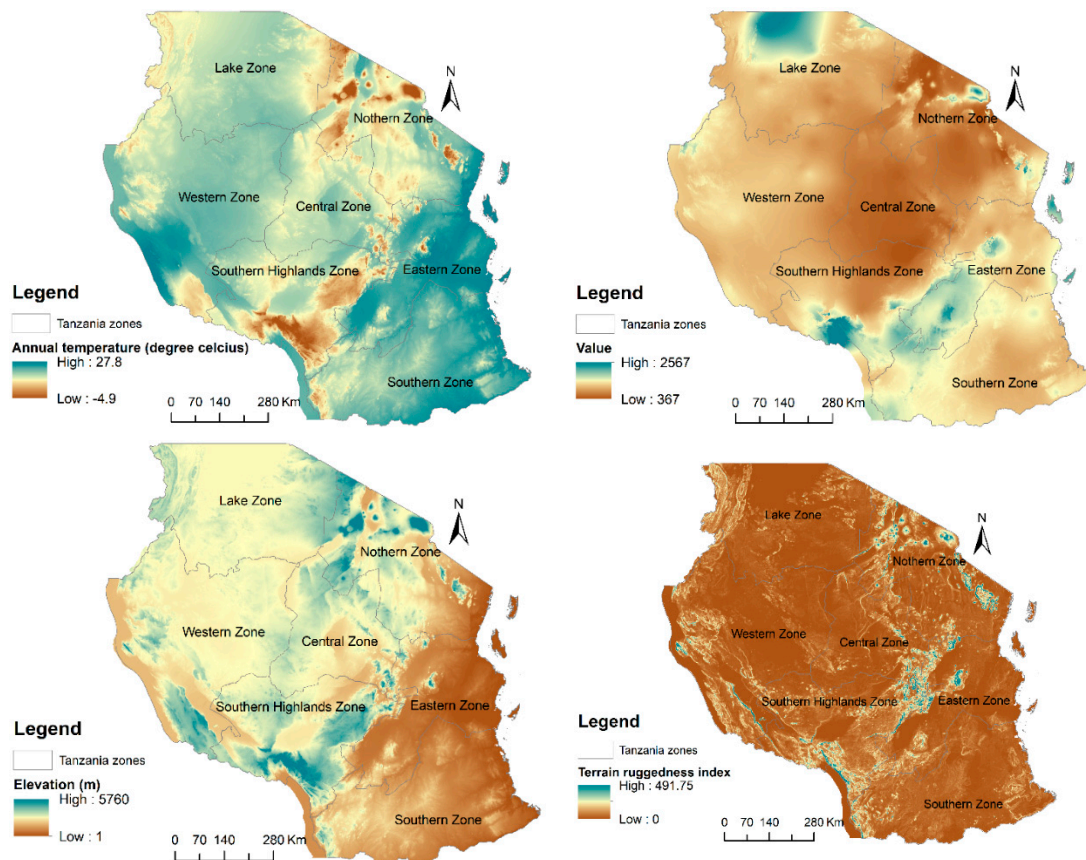 Lake Zone
N
Nothern Zone
Western Zone
Central Zone
Southern Highlands Zone
Eastern Zone
Southern Zone
Legend
Tanzania zones
Annual temperature (degree celcius)
High : 27.8
Low : -4.9
0 70 140 280 Km
Lake Zone
N
Nothern Zone
Western Zone
Central Zone
Southern Highlands Zone
Eastern Zone
Southern Zone
Legend
Tanzania zones
Value
High : 2567
Low : 367
0 70 140 280 Km
Lake Zone
N
Nothern Zone
Western Zone
Central Zone
Southern Highlands Zone
Eastern Zone
Southern Zone
Legend
Tanzania zones
Elevation (m)
High : 5760
Low : 1
0 70 140 280 Km
Lake Zone
N
Nothern Zone
Western Zone
Central Zone
Southern Highlands Zone
Eastern Zone
Southern Zone
Legend
Tanzania zones
Terrain ruggedness index
High : 491.75
Low : 0
0 70 140 280 Km